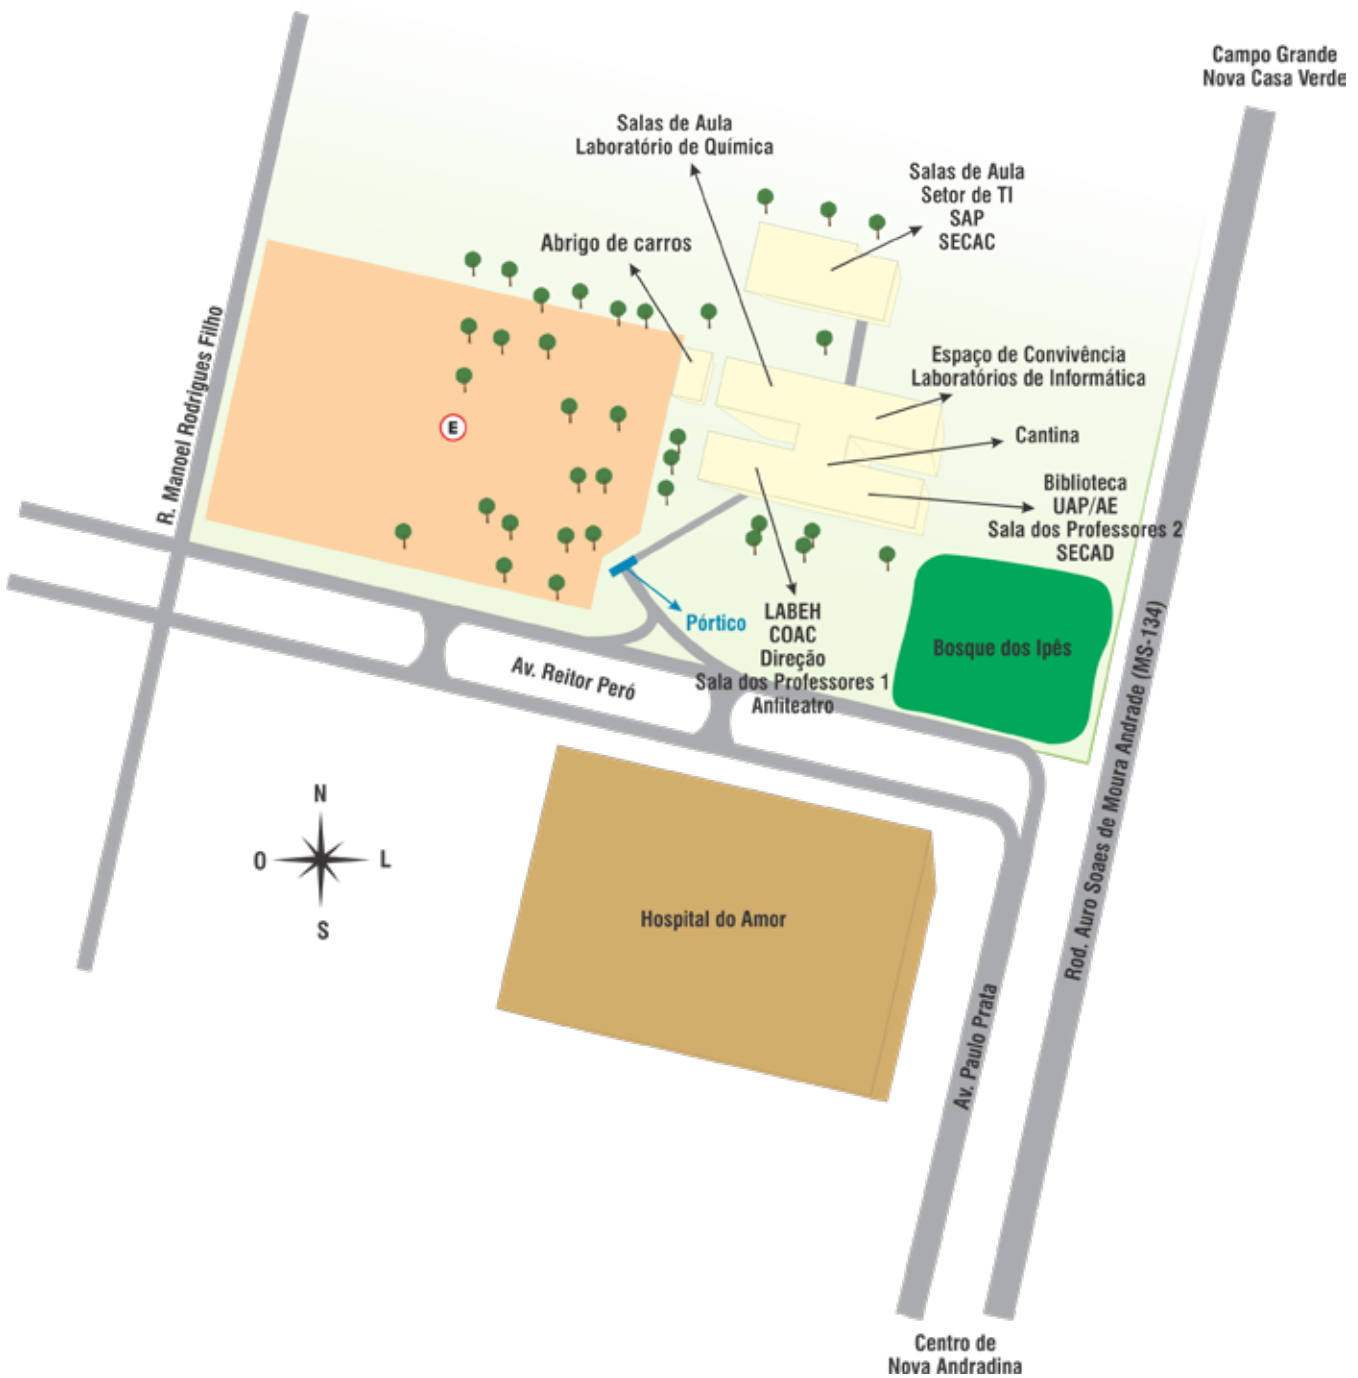 Campo Grande
Nova Casa Verde
Salas de Aula
Laboratório de Química
Salas de Aula
Setor de TI
SAP
SECAC
Abrigo de carros
R. Manoel Rodrigues Filho
Espaço de Convivência
Laboratórios de Informática
E
Cantina
Biblioteca
UAP/AE
Sala dos Professores 2
SECAD
Pórtico
LABEH
COAC
Direção
Sala dos Professores 1
Anfiteatro
Bosque dos Ipês
Av. Reitor Peró
Rod. Auro Soaes de Moura Andrade (MS-134)
N
O
L
S
Hospital do Amor
Av. Paulo Prata
Centro de
Nova Andradina